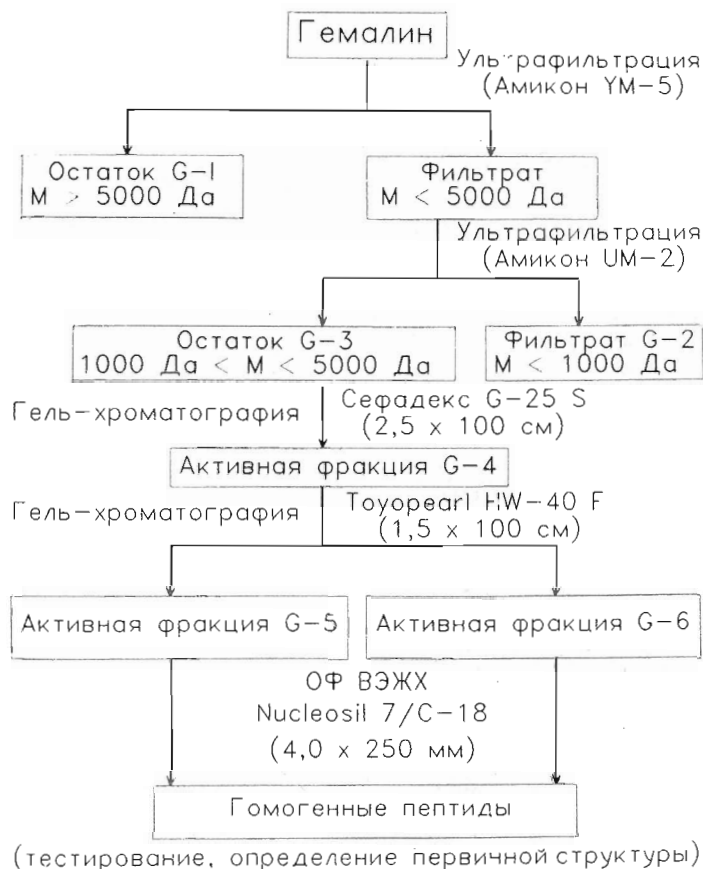 Гемалин
Ультрафильтрация
(Амикон YM-5)
Остаток G-1
М > 5000 Да
Фильтрат
М < 5000 Да
Ультрафильтрация
(Амикон UM-2)
Остаток G-3
1000 Да < М < 5000 Да
Фильтрат G-2
М < 1000 Да
Гель-хроматография
Сефадекс G-25 S
(2,5 x 100 см)
Активная фракция G-4
Гель-хроматография
Toyopearl HW-40 F
(1,5 x 100 см)
Активная фракция G-5
Активная фракция G-6
ОФ ВЭЖХ
Nucleosil 7/C-18
(4,0 x 250 мм)
Гомогенные пептиды
(тестирование, определение первичной структуры)